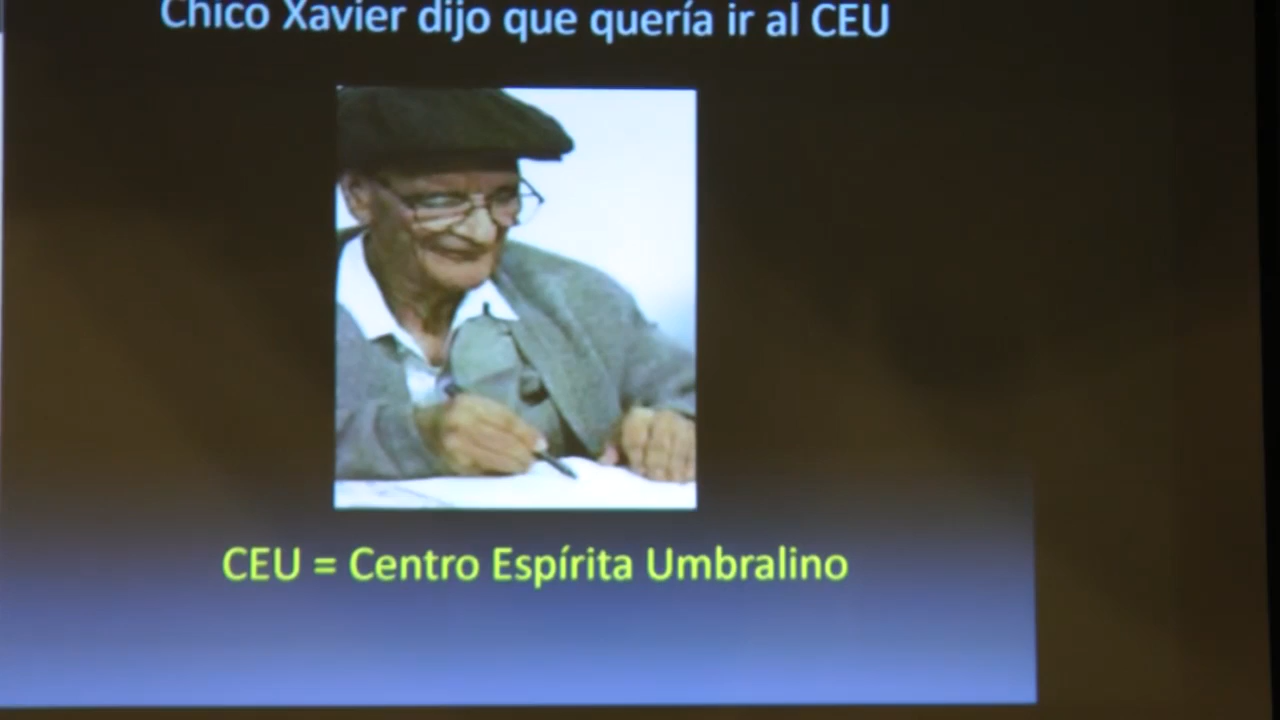 Chico Xavier dijo que quería ir al CEU
CEU = Centro Espírita Umbralino